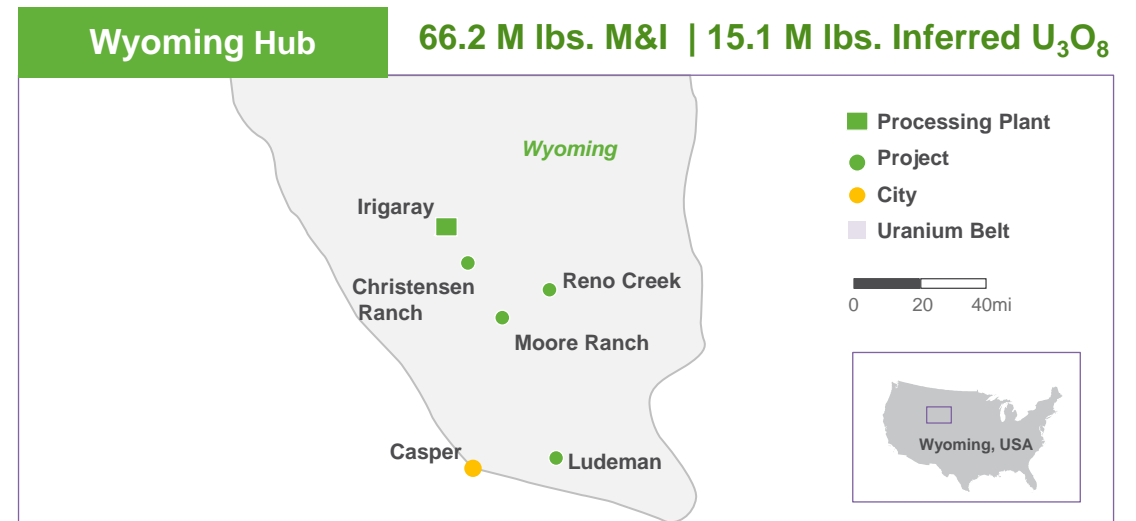 Wyoming Hub
66.2 M lbs. M&I | 15.1 M lbs. Inferred U₃O₈
Wyoming
Irigaray
Christensen
Ranch
Reno Creek
Moore Ranch
Casper
Ludeman
Processing Plant
Project
City
Uranium Belt
0 20 40mi
Wyoming, USA